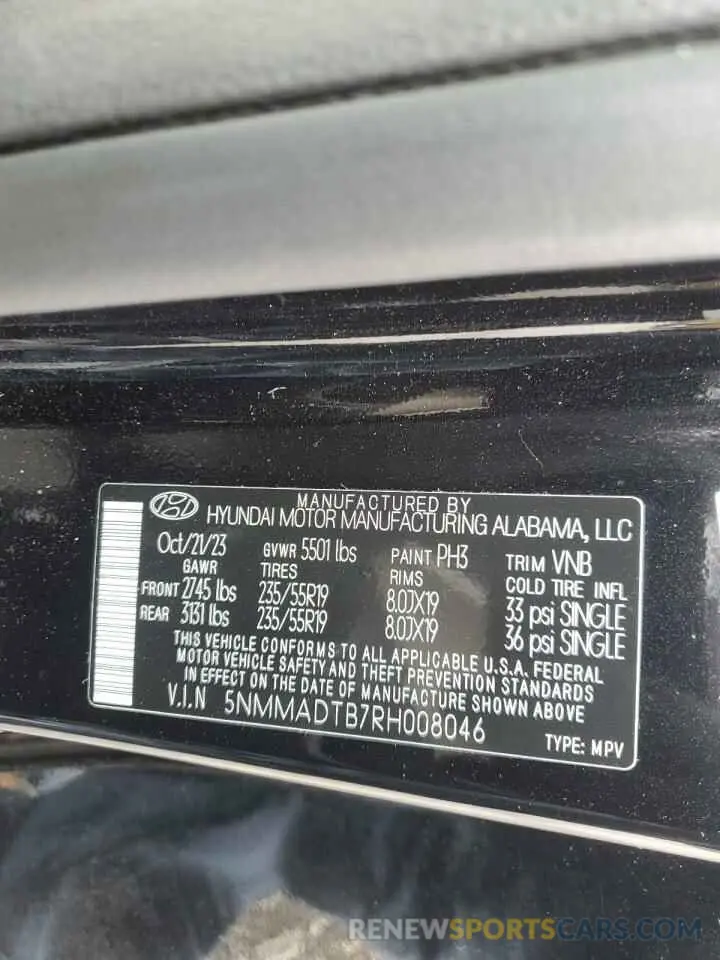 MANUFACTURED BY
HYUNDAI MOTOR MANUFACTURING ALABAMA, LLC
Oct/21/23 GVWR 5501 lbs PAINT PH3 TRIM VNB
GAWR TIRES RIMS COLD TIRE INFL
FRONT 2745 lbs 235/55R19 8.0JX19 33 psi SINGLE
REAR 3131 lbs 235/55R19 8.0JX19 36 psi SINGLE
THIS VEHICLE CONFORMS TO ALL APPLICABLE U.S.A. FEDERAL
MOTOR VEHICLE SAFETY AND THEFT PREVENTION STANDARDS
IN EFFECT ON THE DATE OF MANUFACTURE SHOWN ABOVE
V.I.N 5NMMADTB7RH008046
TYPE: MPV
RENEWSPORTSCARS.COM